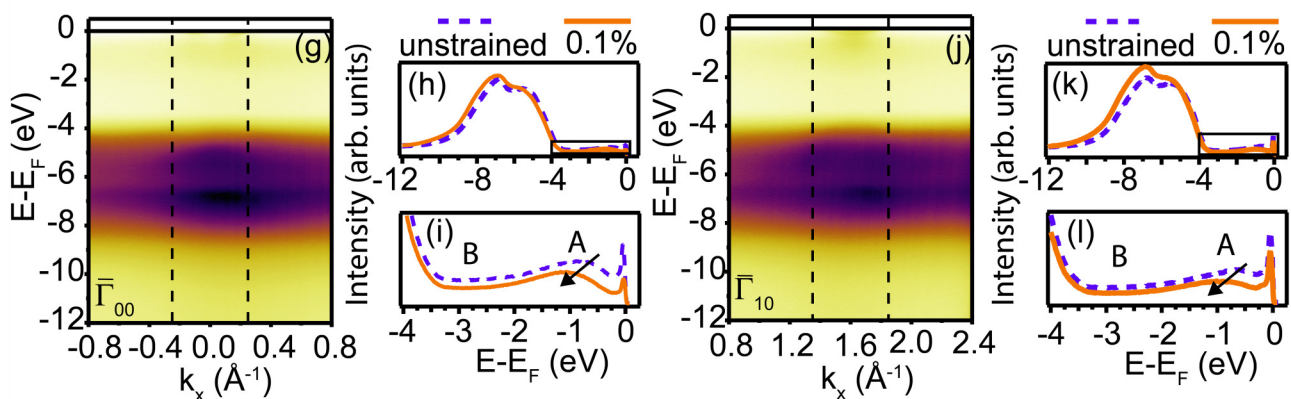 unstrained 0.1%
unstrained 0.1%
E-E_F (eV)
0
-2
-4
-6
-8
-10
-12
(g)
Γ̅₀₀
-0.8 -0.4 0.0 0.4 0.8
k_x (Å⁻¹)
Intensity (arb. units)
(h)
-12 -8 -4 0
(i)
B A
-4 -3 -2 -1 0
E-E_F (eV)
E-E_F (eV)
0
-2
-4
-6
-8
-10
-12
(j)
Γ̅₁₀
0.8 1.2 1.6 2.0 2.4
k_x (Å⁻¹)
Intensity (arb. units)
(k)
-12 -8 -4 0
(l)
B A
-4 -3 -2 -1 0
E-E_F (eV)